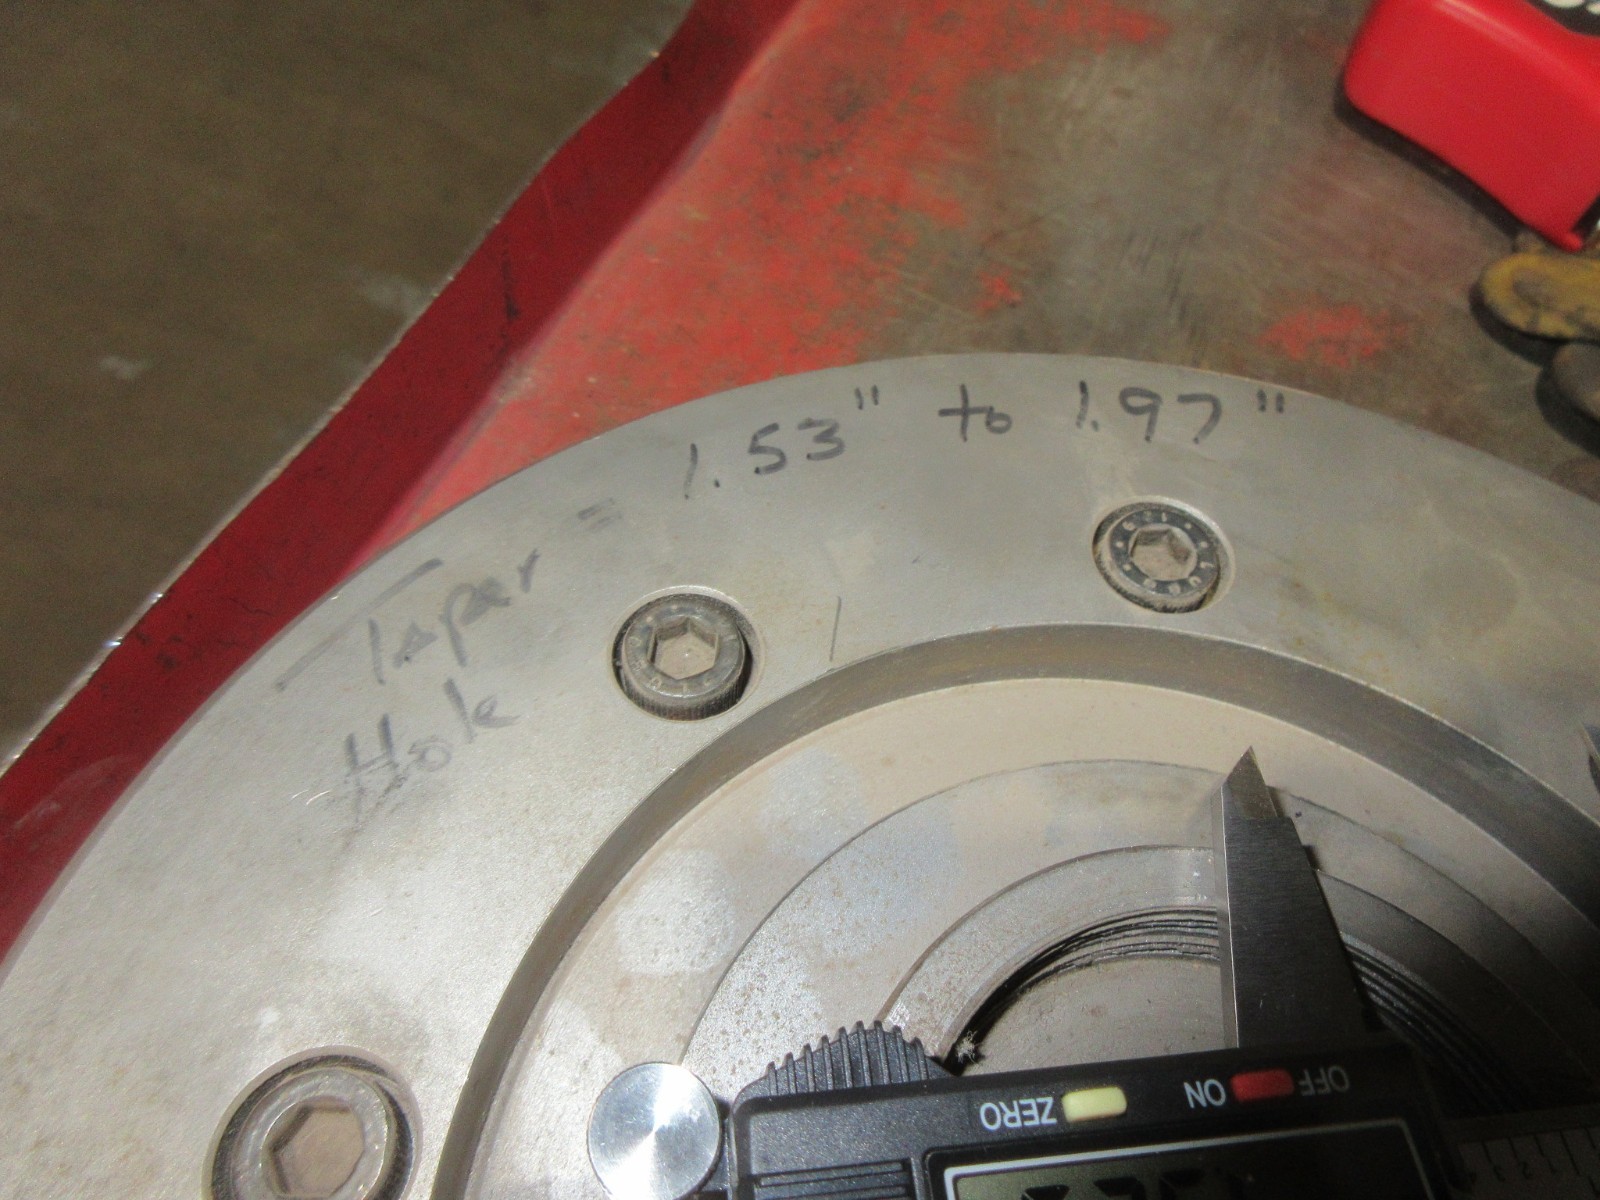 Taper = 1.53" to 1.97"
Hole
ZERO ON OFF